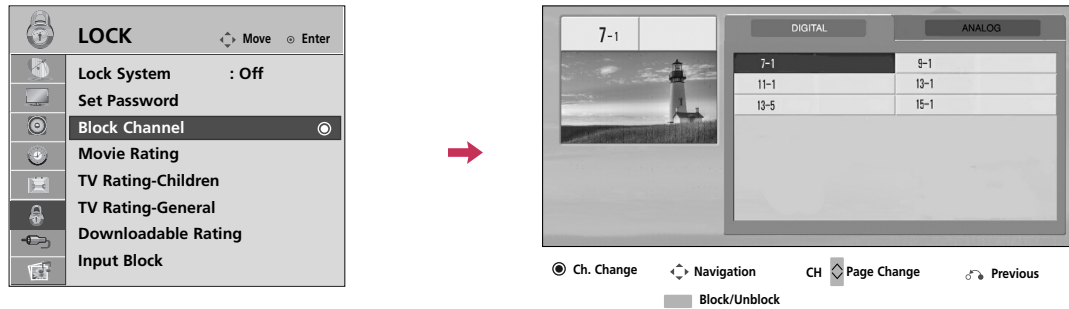 LOCK
Move Enter
Lock System : Off
Set Password
Block Channel
Movie Rating
TV Rating-Children
TV Rating-General
Downloadable Rating
Input Block
7-1
DIGITAL ANALOG
7-1 9-1
11-1 13-1
13-5 15-1
Ch. Change Navigation CH Page Change Previous
Block/Unblock